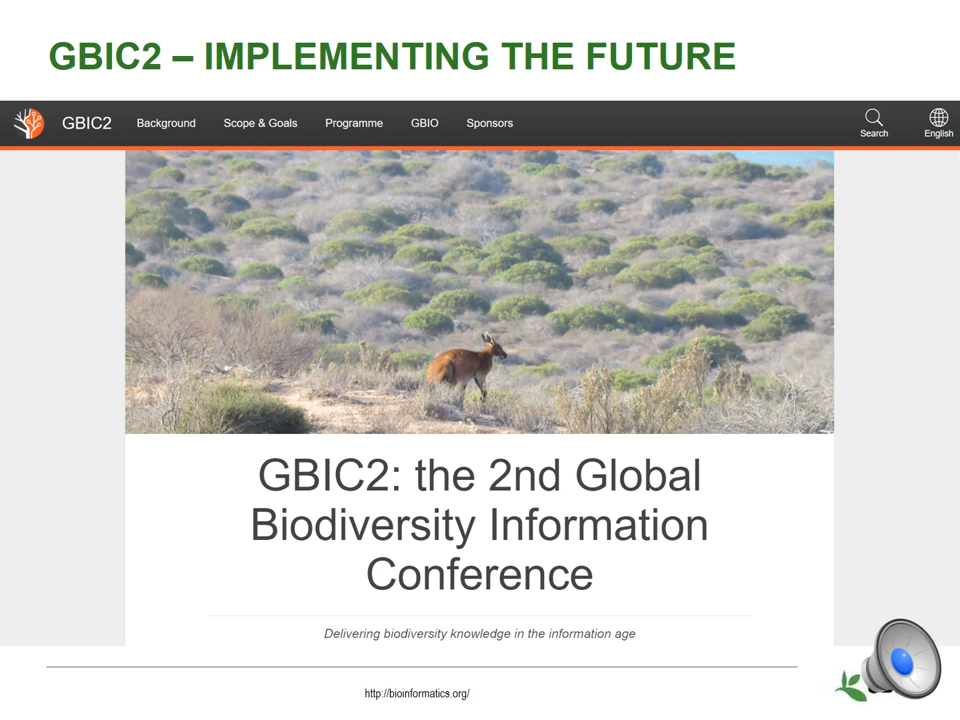 GBIC2 – IMPLEMENTING THE FUTURE
GBIC2 Background Scope & Goals Programme GBIO Sponsors Search English
GBIC2: the 2nd Global
Biodiversity Information
Conference
Delivering biodiversity knowledge in the information age
http://bioinformatics.org/